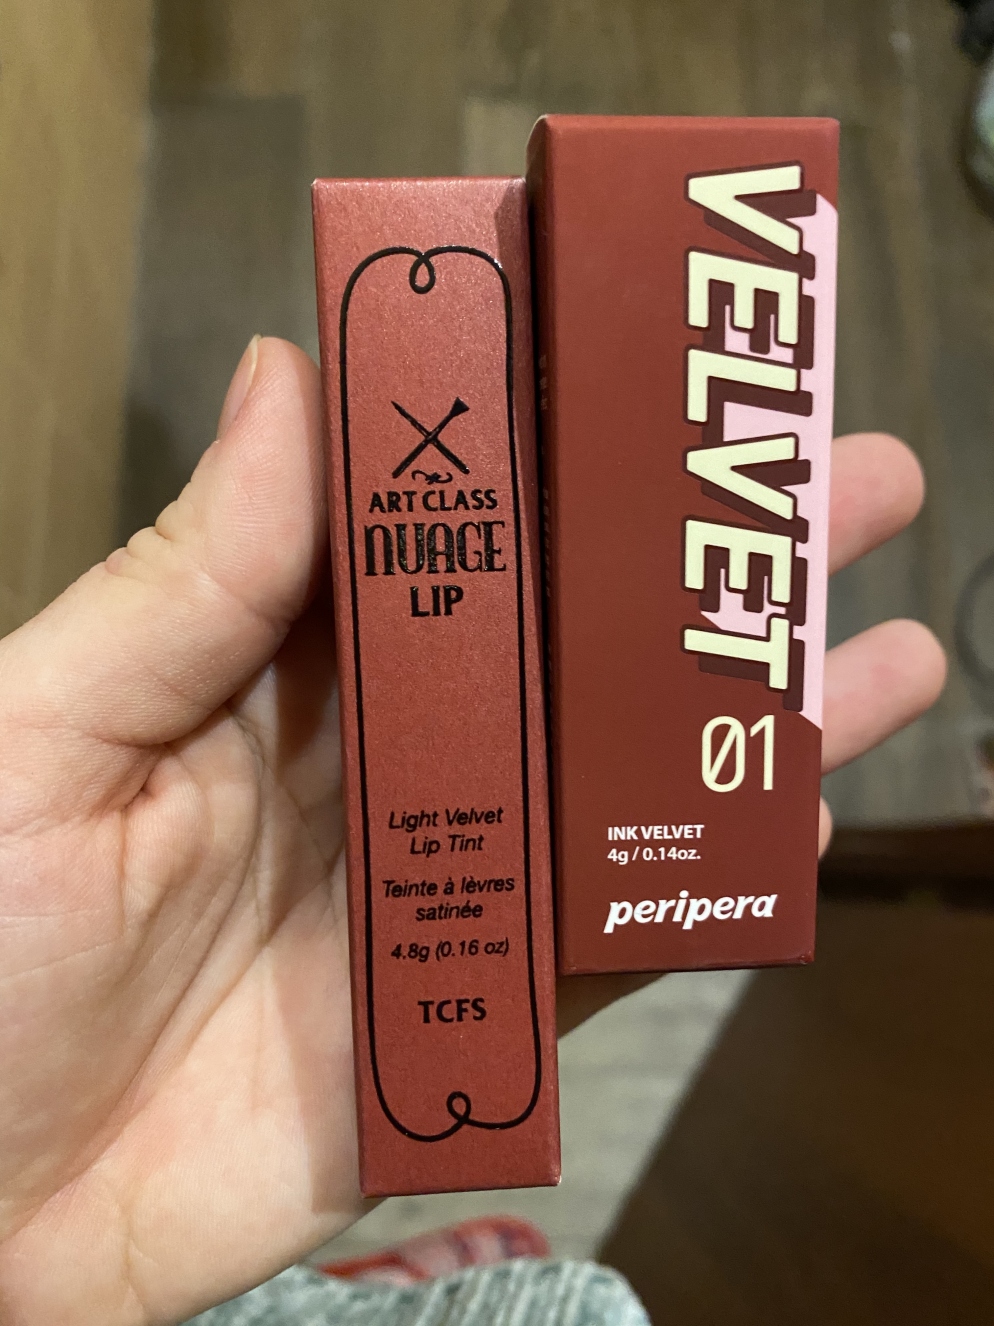 ART CLASS
NUAGE
LIP
Light Velvet
Lip Tint
Teinte à lèvres
satinée
4.8g (0.16 oz)
TCFS
VELVET
01
INK VELVET
4g / 0.14oz.
peripera